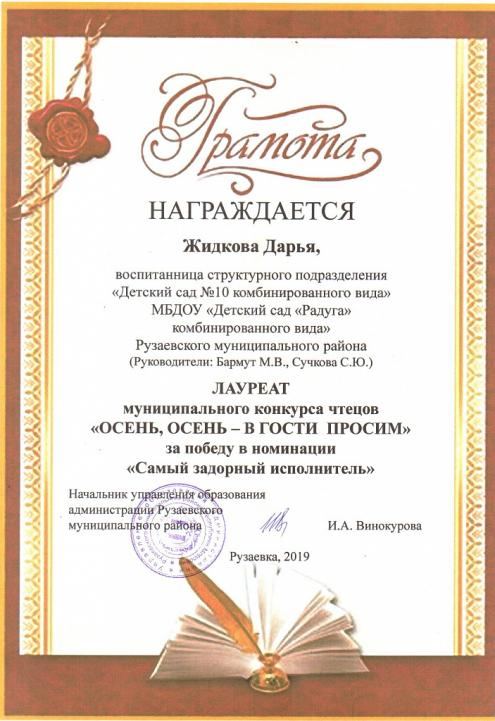 Грамота
НАГРАЖДАЕТСЯ
Жидкова Дарья,
воспитанница структурного подразделения
«Детский сад №10 комбинированного вида»
МБДОУ «Детский сад «Радуга»
комбинированного вида»
Рузаевского муниципального района
(Руководители: Бармут М.В., Сучкова С.Ю.)
ЛАУРЕАТ
муниципального конкурса чтецов
«ОСЕНЬ, ОСЕНЬ – В ГОСТИ ПРОСИМ»
за победу в номинации
«Самый задорный исполнитель»
Начальник управления образования
администрации Рузаевского
муниципального района И.А. Винокурова
Рузаевка, 2019